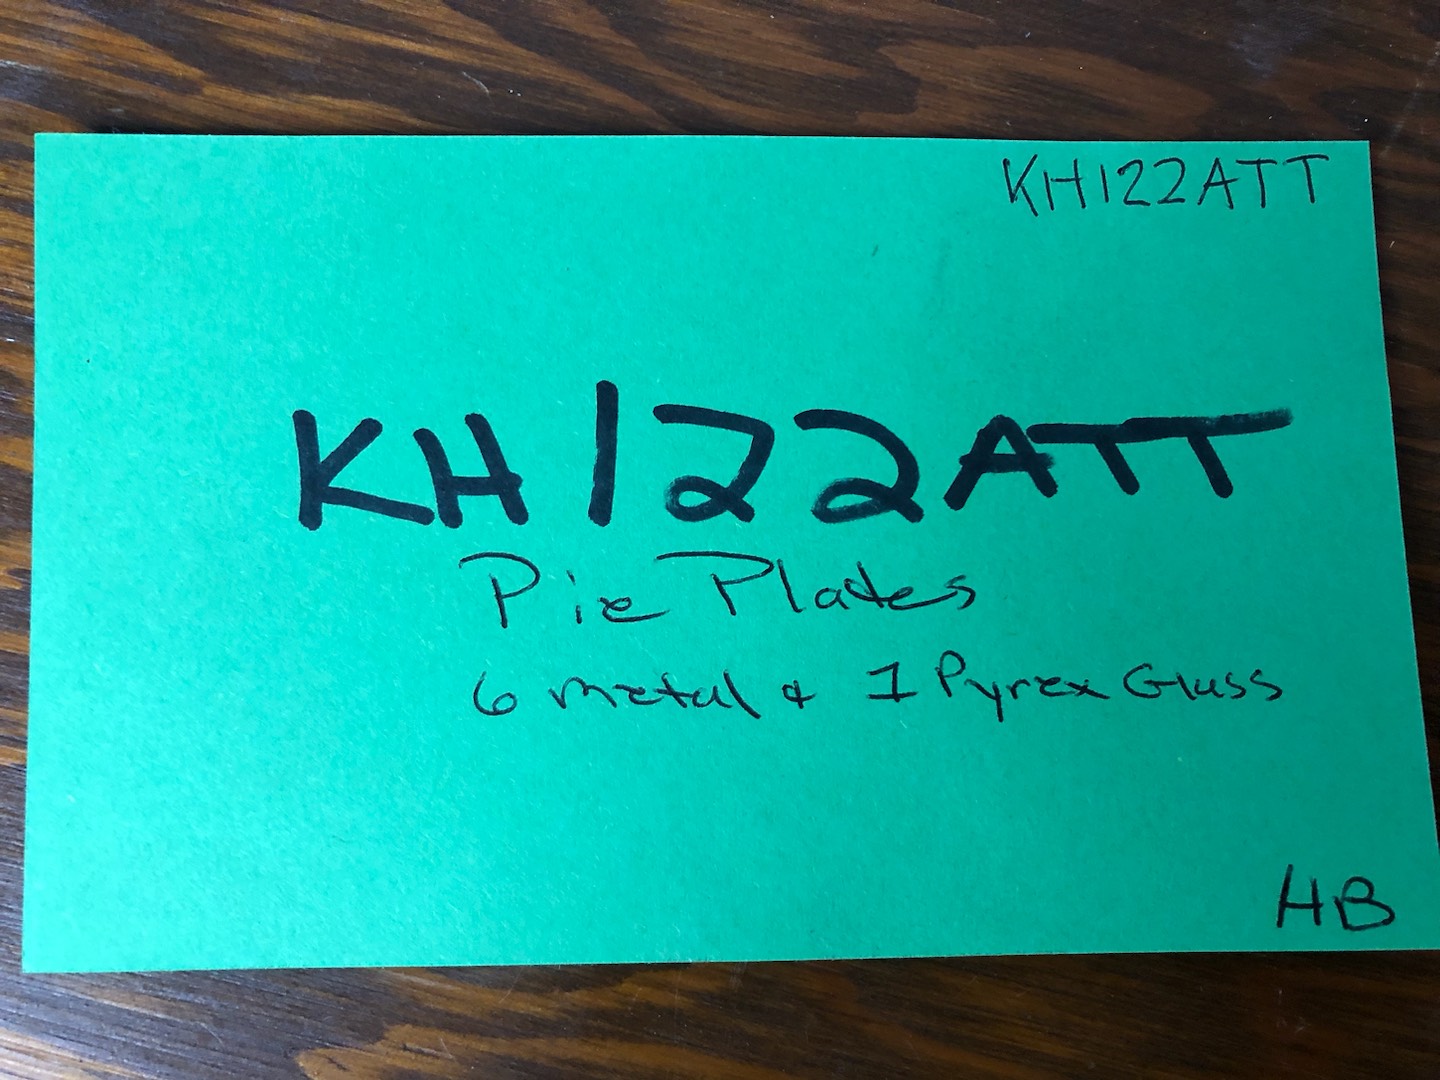 KH122ATT
KH122ATT
Pie Plates
6 metal & 1 Pyrex Glass
HB